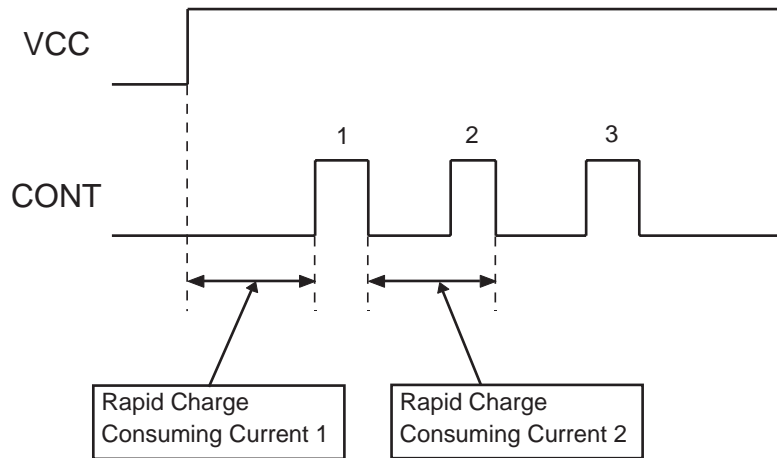 VCC
1
2
3
CONT
Rapid Charge
Consuming Current 1
Rapid Charge
Consuming Current 2